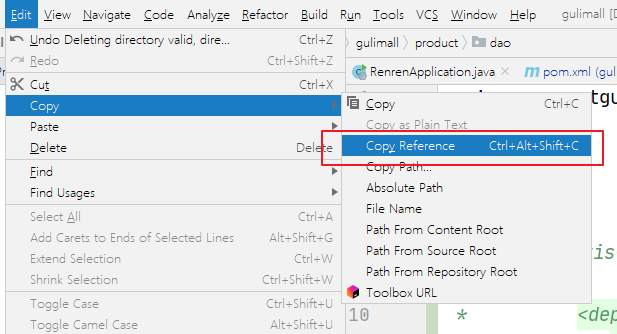 Edit View Navigate Code Analyze Refactor Build Run Tools VCS Window Help gulimall [D
Undo Deleting directory valid, dire... Ctrl+Z
Redo Ctrl+Shift+Z
Cut Ctrl+X
Copy
Paste
Delete Delete
Find
Find Usages
Select All Ctrl+A
Add Carets to Ends of Selected Lines Alt+Shift+G
Extend Selection Ctrl+W
Shrink Selection Ctrl+Shift+W
Toggle Case Ctrl+Shift+U
Toggle Camel Case Alt+Shift+U
gulimall product dao
RenrenApplication.java pom.xml (guli
Copy Ctrl+C
Copy as Plain Text
Copy Reference Ctrl+Alt+Shift+C
Copy Path...
Absolute Path
File Name
Path From Content Root
Path From Source Root
Path From Repository Root
Toolbox URL
tgu
is
10 * <dep